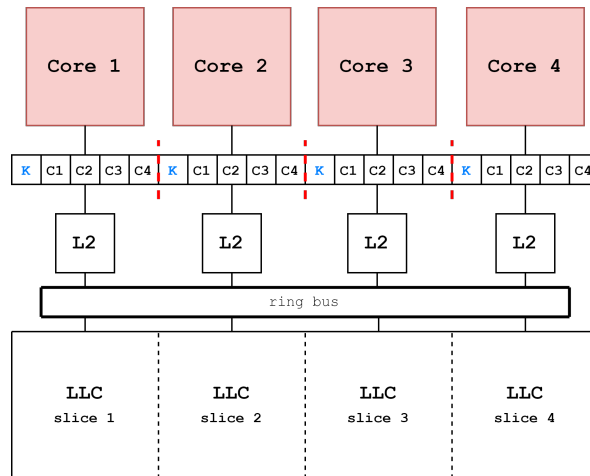 Core 1 Core 2 Core 3 Core 4
K C1 C2 C3 C4 K C1 C2 C3 C4 K C1 C2 C3 C4 K C1 C2 C3 C4
L2 L2 L2 L2
ring bus
LLC LLC LLC LLC
slice 1 slice 2 slice 3 slice 4